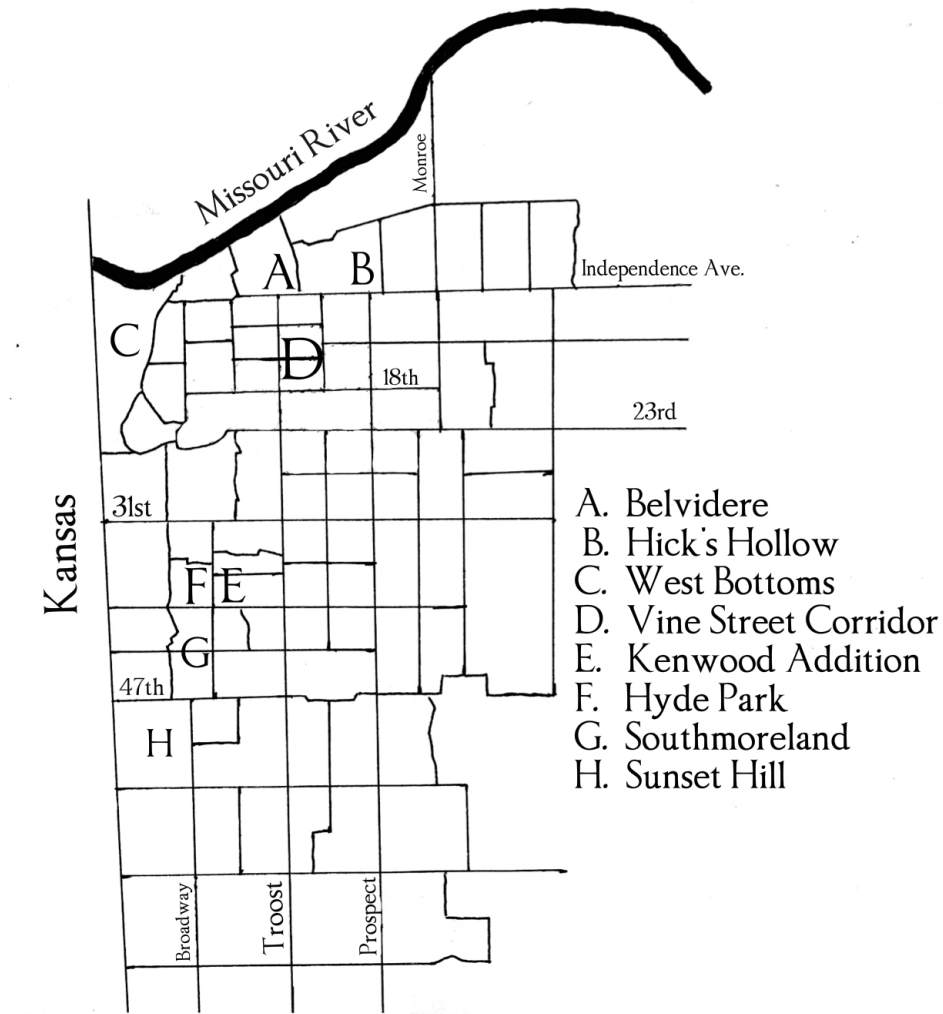 Missouri River
Monroe
A
B
Independence Ave.
C
D
18th
23rd
Kansas
31st
F
E
G
47th
H
Broadway
Troost
Prospect
A. Belvidere
B. Hick's Hollow
C. West Bottoms
D. Vine Street Corridor
E. Kenwood Addition
F. Hyde Park
G. Southmoreland
H. Sunset Hill